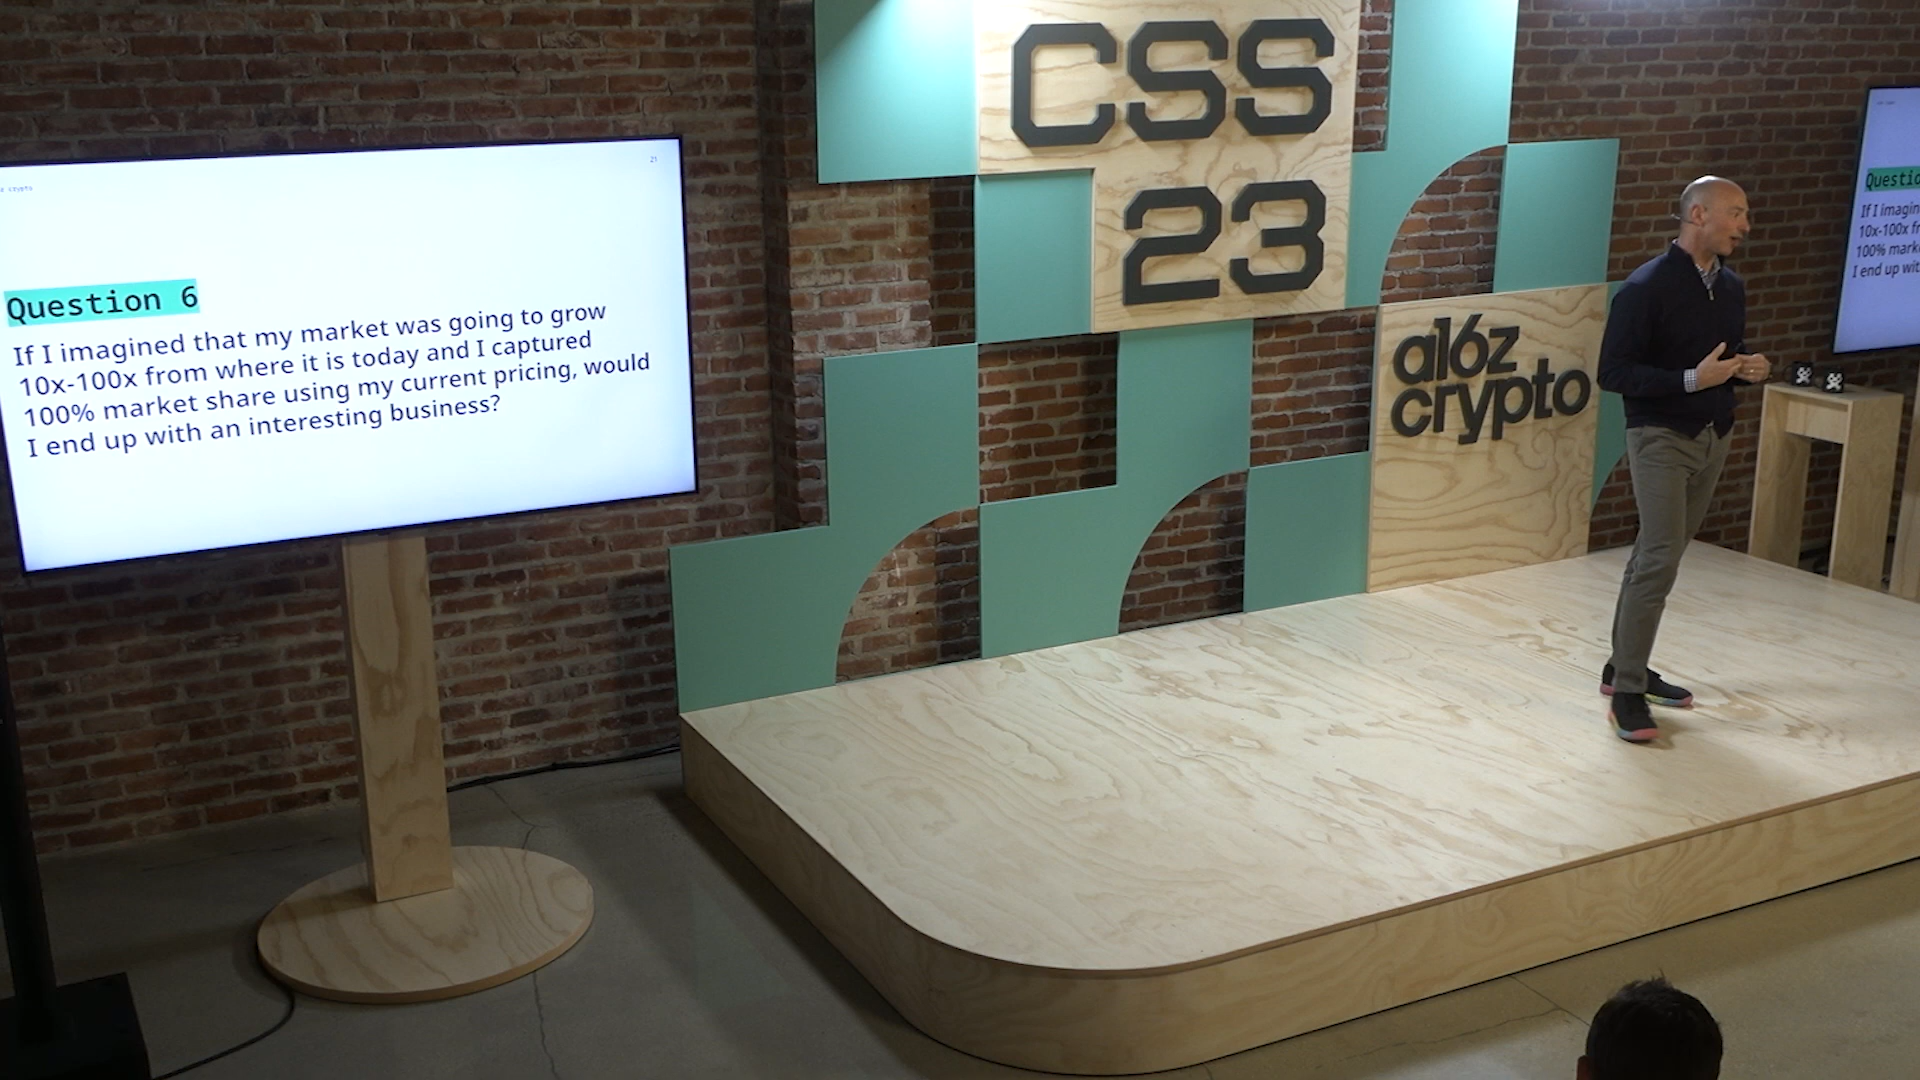 crypto
21
Question 6
If I imagined that my market was going to grow
10x-100x from where it is today and I captured
100% market share using my current pricing, would
I end up with an interesting business?
CSS
23
a16z
crypto
If I imagin
10x-100x fr
100% mark
I end up wit